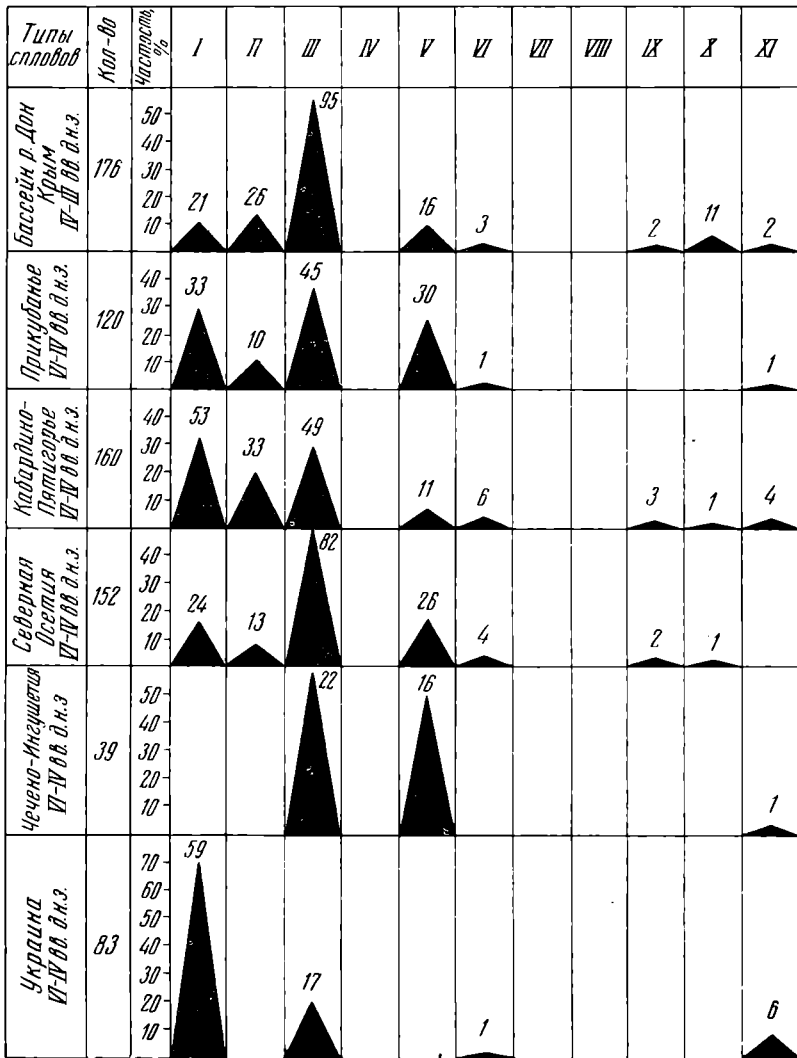 Типы сплавов Кол-во Частость, % I II III IV V VI VII VIII IX X XI
Бассейн р. Дон
Крым
IV-III вв. д.н.э.
176
50
40
30
20
10
21 26 95 16 3 2 11 2
Прикубанье
VI-IV вв. д.н.э.
120
40
30
20
10
33 10 45 30 1 1
Кабардино-
Пятигорье
VI-IV вв. д.н.э.
160
40
30
20
10
53 33 49 11 6 3 1 4
Северная
Осетия
VI-IV вв. д.н.э.
152
40
30
20
10
24 13 82 26 4 2 1
Чечено-Ингушетия
VI-IV вв. д.н.э
39
50
40
30
20
10
22 16 1
Украина
VI-IV вв. д.н.э.
83
70
60
50
40
30
20
10
59 17 1 6